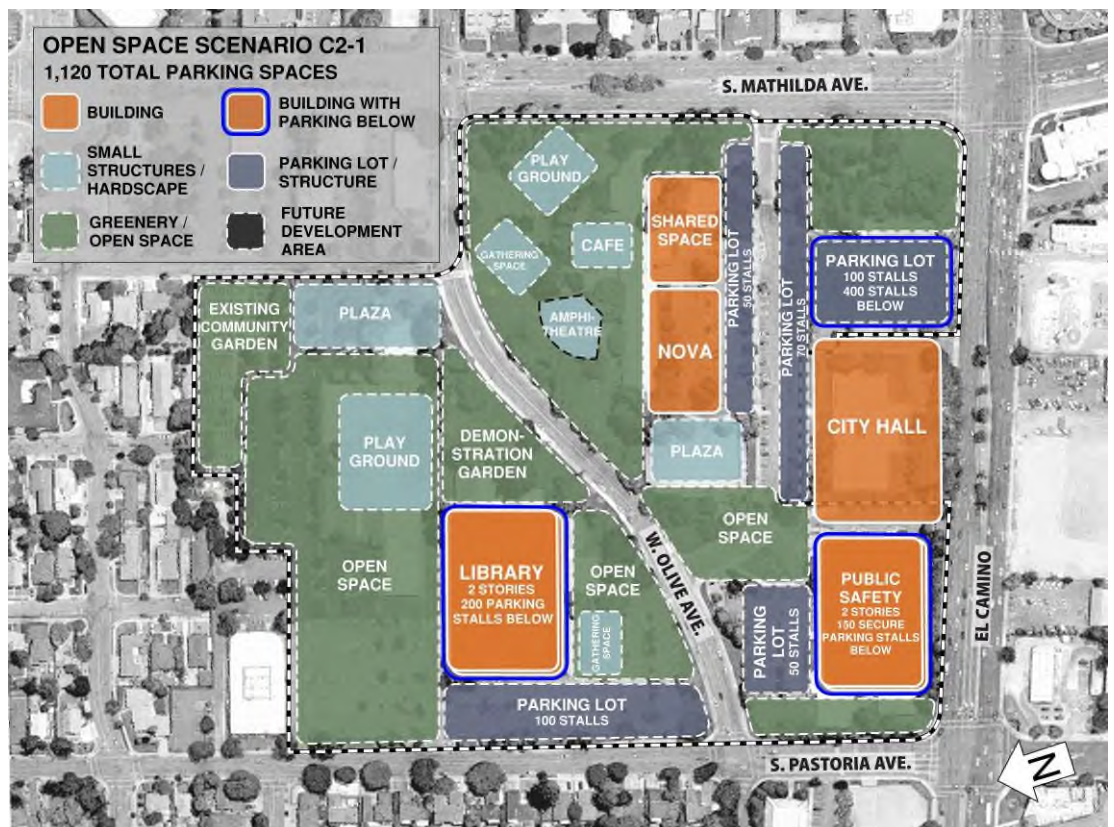 OPEN SPACE SCENARIO C2-1
1,120 TOTAL PARKING SPACES
BUILDING
BUILDING WITH
PARKING BELOW
SMALL
STRUCTURES /
HARDSCAPE
PARKING LOT /
STRUCTURE
GREENERY /
OPEN SPACE
FUTURE
DEVELOPMENT
AREA
S. MATHILDA AVE.
PLAY
GROUND
GATHERING
SPACE
CAFE
AMPHI-
THEATRE
SHARED
SPACE
NOVA
PARKING LOT
50 STALLS
PARKING LOT
70 STALLS
PARKING LOT
100 STALLS
400 STALLS
BELOW
EXISTING
COMMUNITY
GARDEN
PLAZA
PLAY
GROUND
DEMON-
STRATION
GARDEN
PLAZA
CITY HALL
OPEN
SPACE
LIBRARY
2 STORIES
200 PARKING
STALLS BELOW
OPEN
SPACE
GATHERING
SPACE
W. OLIVE AVE.
OPEN
SPACE
PARKING
LOT
50 STALLS
PUBLIC
SAFETY
2 STORIES
150 SECURE
PARKING STALLS
BELOW
EL CAMINO
PARKING LOT
100 STALLS
S. PASTORIA AVE.
N